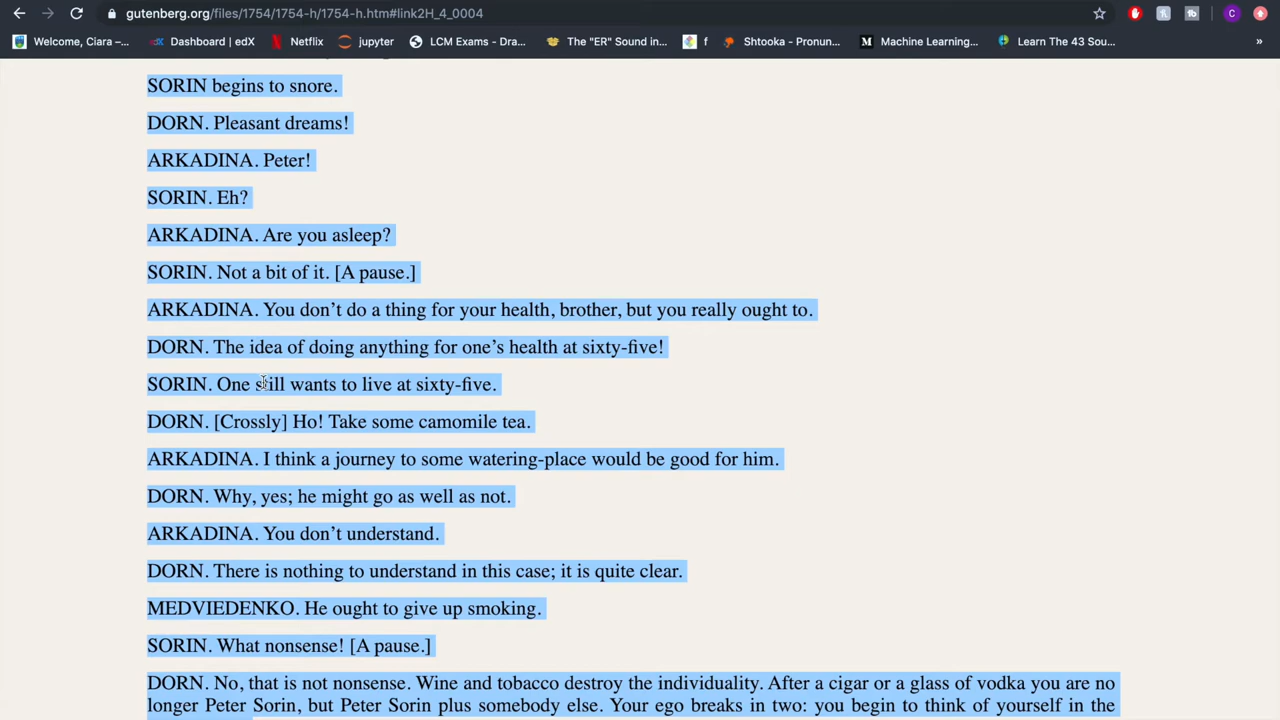 gutenberg.org/files/1754/1754-h/1754-h.htm#link2H_4_0004
C
Welcome, Ciara –... Dashboard | edX Netflix jupyter LCM Exams - Dra... The "ER" Sound in... f Shtooka - Pronun... Machine Learning... Learn The 43 Sou... »
SORIN begins to snore.
DORN. Pleasant dreams!
ARKADINA. Peter!
SORIN. Eh?
ARKADINA. Are you asleep?
SORIN. Not a bit of it. [A pause.]
ARKADINA. You don’t do a thing for your health, brother, but you really ought to.
DORN. The idea of doing anything for one’s health at sixty-five!
SORIN. One still wants to live at sixty-five.
DORN. [Crossly] Ho! Take some camomile tea.
ARKADINA. I think a journey to some watering-place would be good for him.
DORN. Why, yes; he might go as well as not.
ARKADINA. You don’t understand.
DORN. There is nothing to understand in this case; it is quite clear.
MEDVIEDENKO. He ought to give up smoking.
SORIN. What nonsense! [A pause.]
DORN. No, that is not nonsense. Wine and tobacco destroy the individuality. After a cigar or a glass of vodka you are no
longer Peter Sorin, but Peter Sorin plus somebody else. Your ego breaks in two: you begin to think of yourself in the